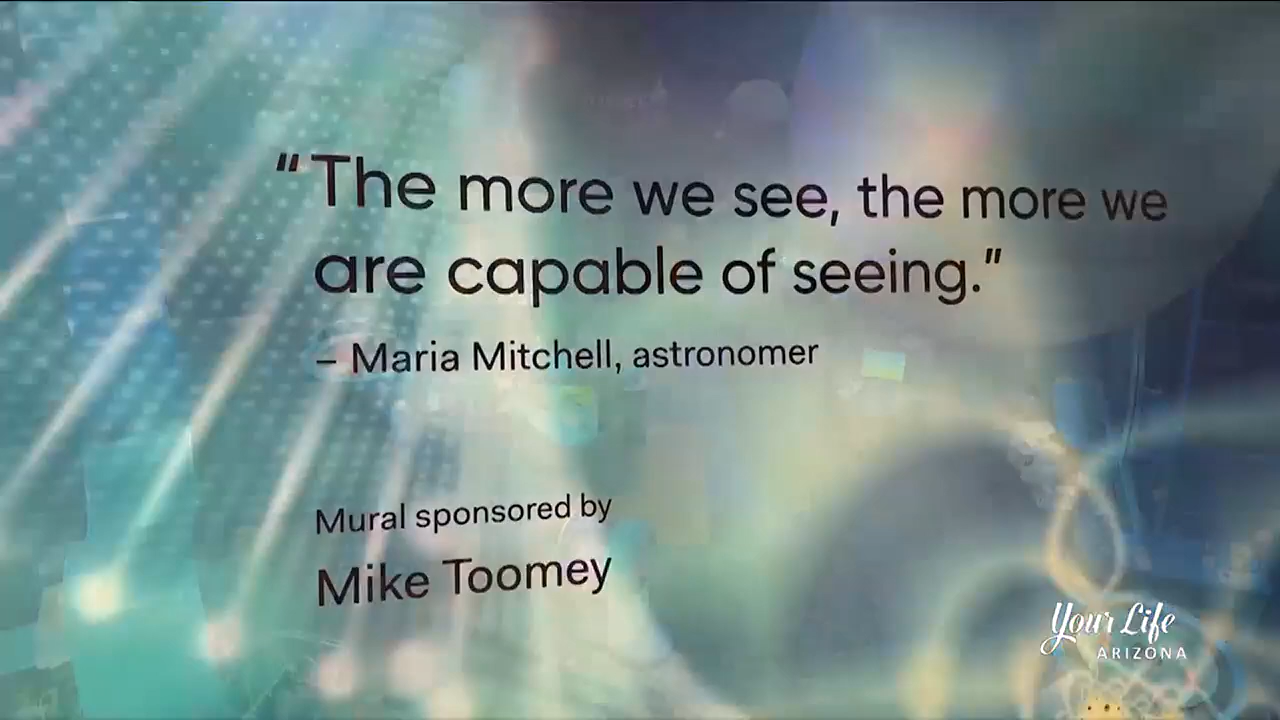 “The more we see, the more we
are capable of seeing.”
– Maria Mitchell, astronomer
Mural sponsored by
Mike Toomey
Your Life
ARIZONA